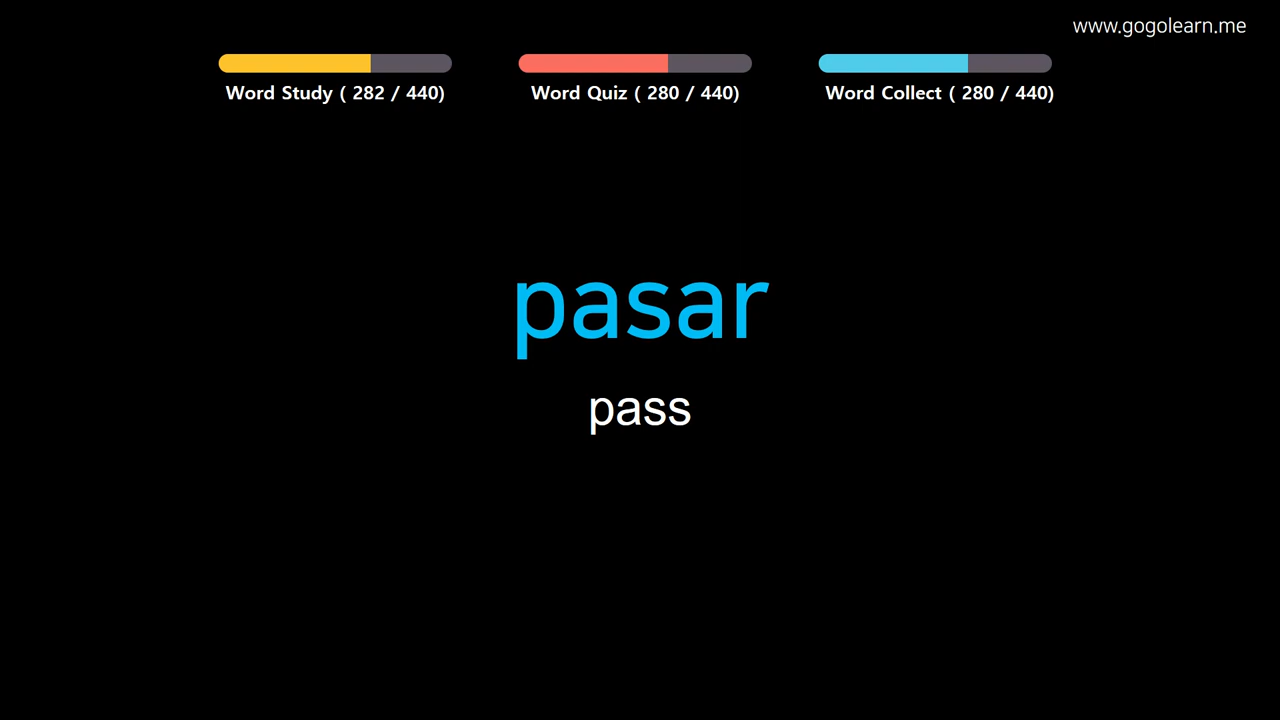 www.gogolearn.me
Word Study ( 282 / 440)
Word Quiz ( 280 / 440)
Word Collect ( 280 / 440)
pasar
pass